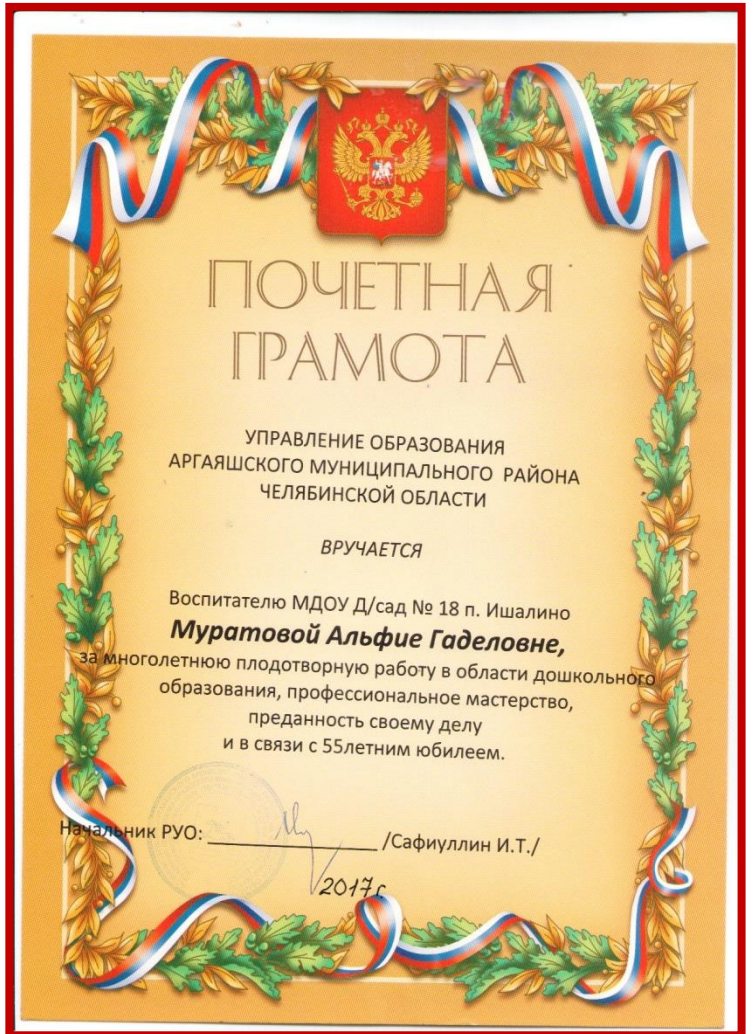 ПОЧЕТНАЯ
ГРАМОТА
УПРАВЛЕНИЕ ОБРАЗОВАНИЯ
АРГАЯШСКОГО МУНИЦИПАЛЬНОГО РАЙОНА
ЧЕЛЯБИНСКОЙ ОБЛАСТИ
ВРУЧАЕТСЯ
Воспитателю МДОУ Д/сад № 18 п. Ишалино
Муратовой Альфие Гаделовне,
за многолетнюю плодотворную работу в области дошкольного
образования, профессиональное мастерство,
преданность своему делу
и в связи с 55летним юбилеем.
Начальник РУО: ________________ /Сафиуллин И.Т./
2017г